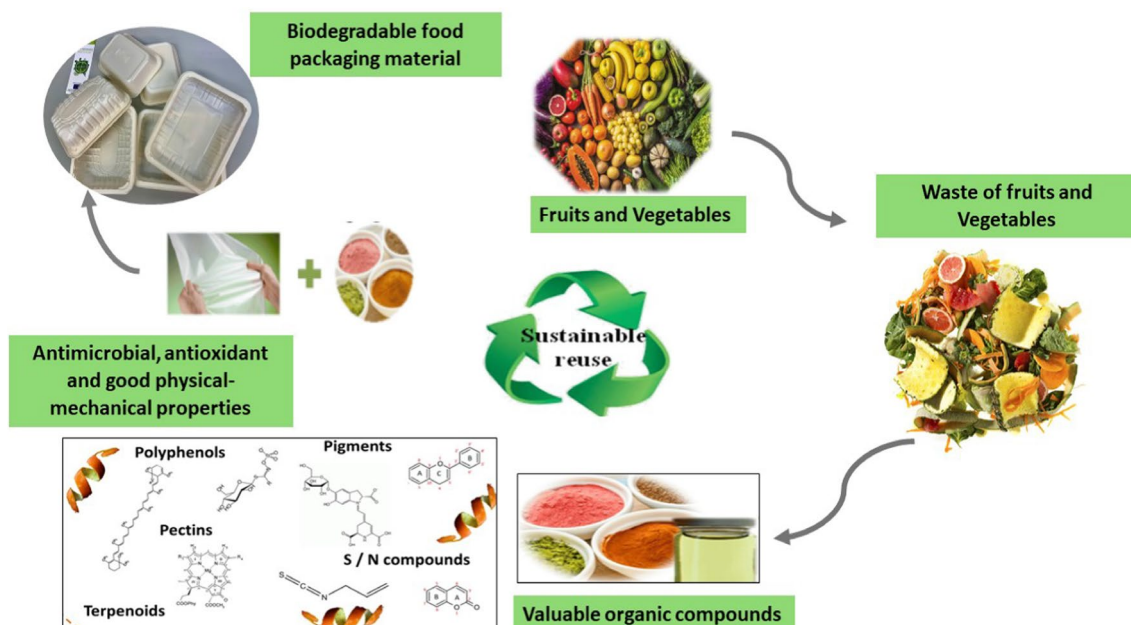 Biodegradable food
packaging material
Fruits and Vegetables
Waste of fruits and
Vegetables
Sustainable
reuse
Antimicrobial, antioxidant
and good physical-
mechanical properties
Polyphenols
Pigments
Pectins
S / N compounds
Terpenoids
S
N
A
C
B
B
A
O
Valuable organic compounds